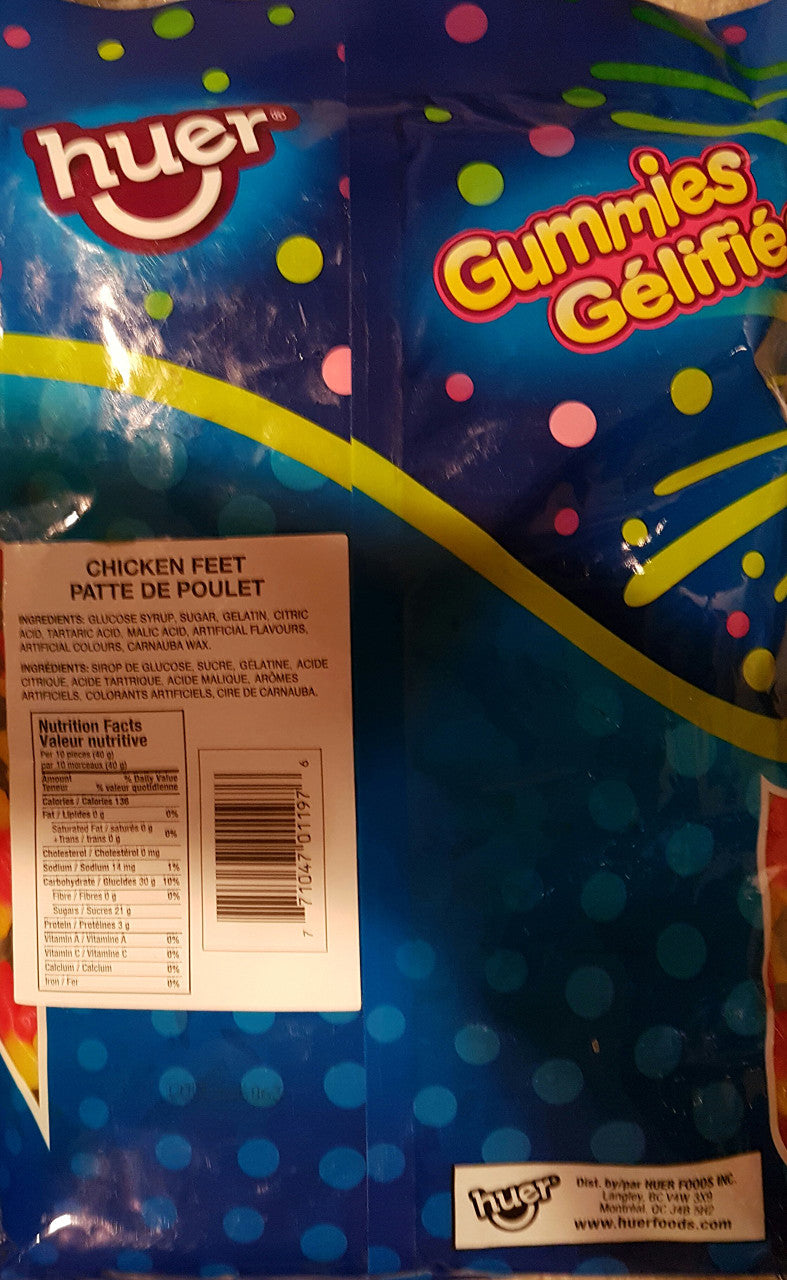 huer
Gummies
Gélifié
CHICKEN FEET
PATTE DE POULET
INGREDIENTS: GLUCOSE SYRUP, SUGAR, GELATIN, CITRIC
ACID, TARTARIC ACID, MALIC ACID, ARTIFICIAL FLAVOURS,
ARTIFICIAL COLOURS, CARNAUBA WAX.
INGRÉDIENTS: SIROP DE GLUCOSE, SUCRE, GÉLATINE, ACIDE
CITRIQUE, ACIDE TARTRIQUE, ACIDE MALIQUE, ARÔMES
ARTIFICIELS, COLORANTS ARTIFICIELS, CIRE DE CARNAUBA.
Nutrition Facts
Valeur nutritive
Per 10 pieces (40 g)
par 10 morceaux (40 g)
Amount % Daily Value
Teneur % valeur quotidienne
Calories / Calories 136
Fat / Lipides 0 g 0%
Saturated Fat / saturés 0 g
+ Trans / trans 0 g 0%
Cholesterol / Cholestérol 0 mg
Sodium / Sodium 14 mg 1%
Carbohydrate / Glucides 30 g 10%
Fibre / Fibres 0 g 0%
Sugars / Sucres 21 g
Protein / Protéines 3 g
Vitamin A / Vitamine A 0%
Vitamin C / Vitamine C 0%
Calcium / Calcium 0%
Iron / Fer 0%
7 71047 01197 6
huer
Dist. by/par HUER FOODS INC.
Langley, BC V4W 3X9
Montréal, QC J4B 5H2
www.huerfoods.com